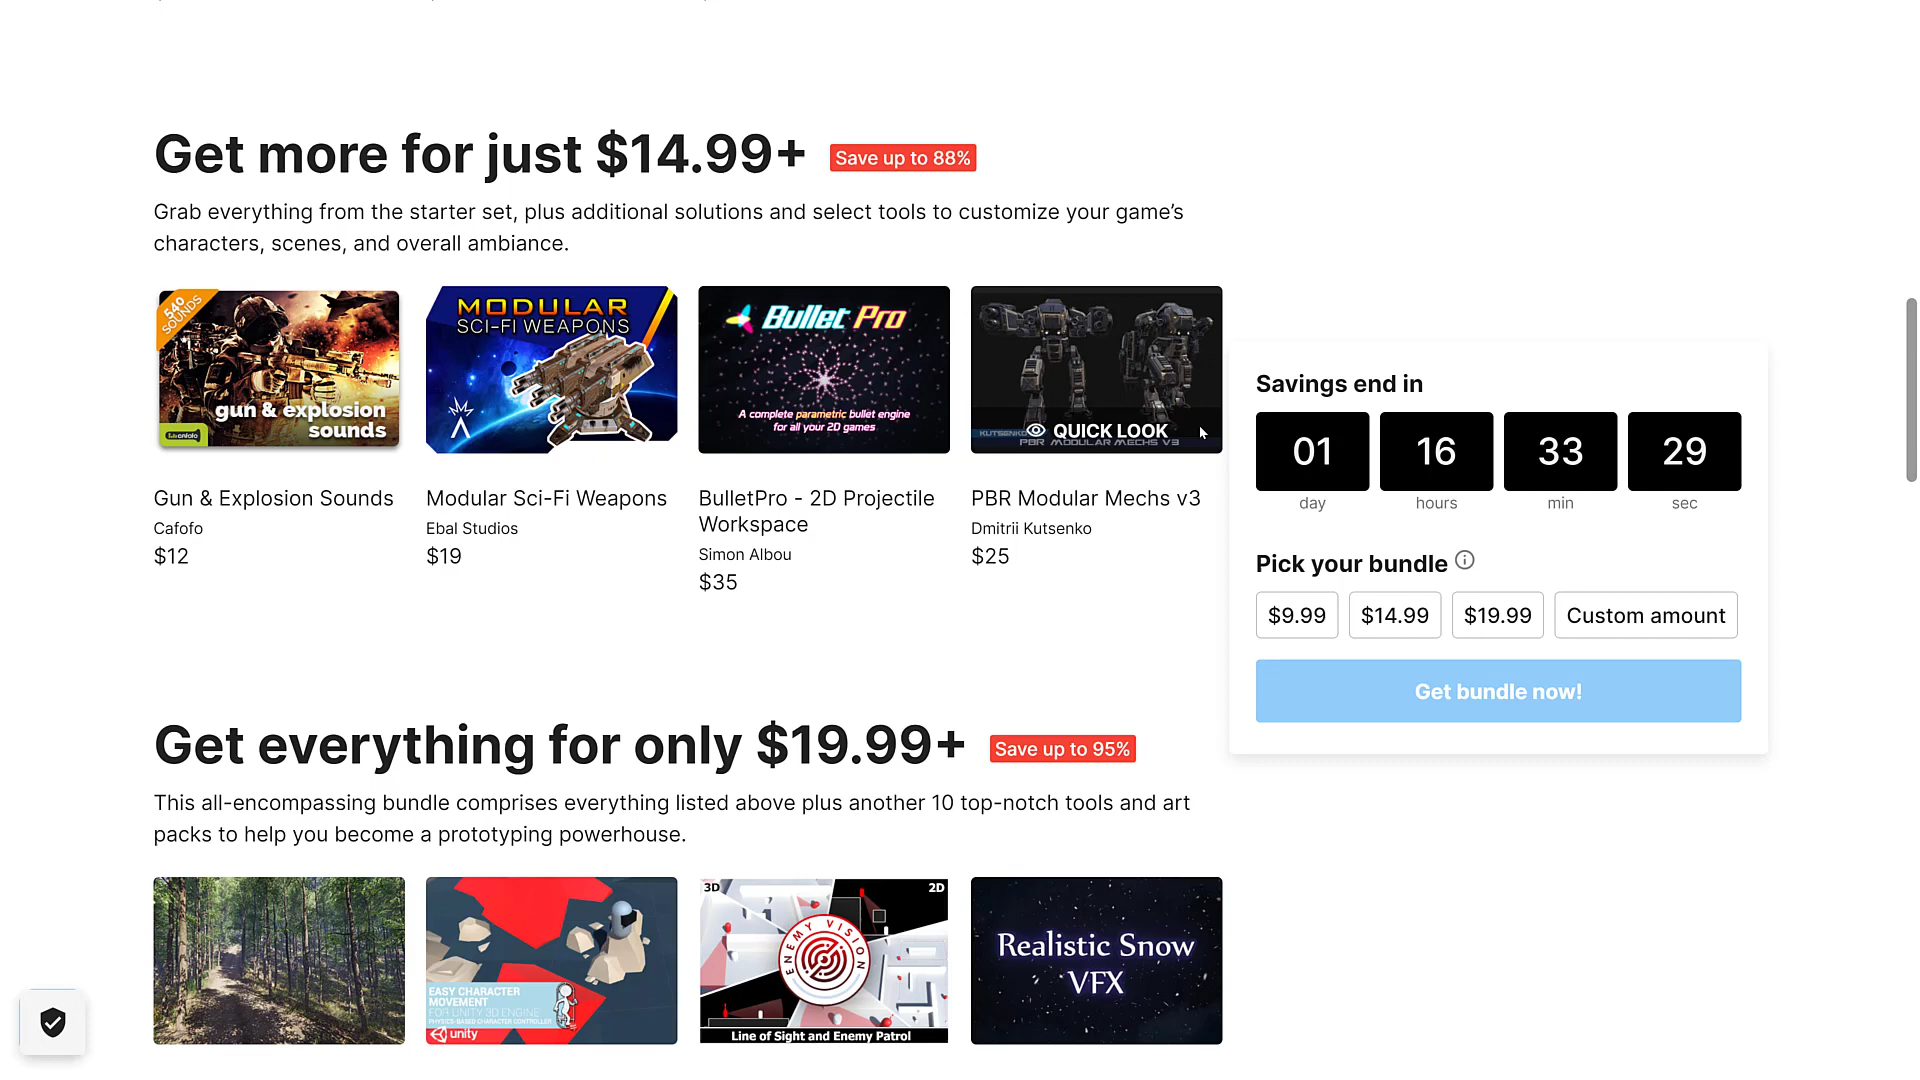 Get more for just $14.99+ Save up to 88%
Grab everything from the starter set, plus additional solutions and select tools to customize your game’s
characters, scenes, and overall ambiance.
540
SOUNDS
gun & explosion
sounds
MODULAR
SCI-FI WEAPONS
Bullet Pro
A complete parametric bullet engine
for all your 2D games
QUICK LOOK
PBR MODULAR MECHS V3
Gun & Explosion Sounds
Cafofo
$12
Modular Sci-Fi Weapons
Ebal Studios
$19
BulletPro - 2D Projectile
Workspace
Simon Albou
$35
PBR Modular Mechs v3
Dmitrii Kutsenko
$25
Savings end in
01 16 33 29
day hours min sec
Pick your bundle
$9.99 $14.99 $19.99 Custom amount
Get bundle now!
Get everything for only $19.99+ Save up to 95%
This all-encompassing bundle comprises everything listed above plus another 10 top-notch tools and art
packs to help you become a prototyping powerhouse.
EASY CHARACTER
MOVEMENT
FOR UNITY 3D ENGINE
PHYSICS-BASED CHARACTER CONTROLLER
unity
3D 2D
ENEMY VISION
Line of Sight and Enemy Patrol
Realistic Snow
VFX